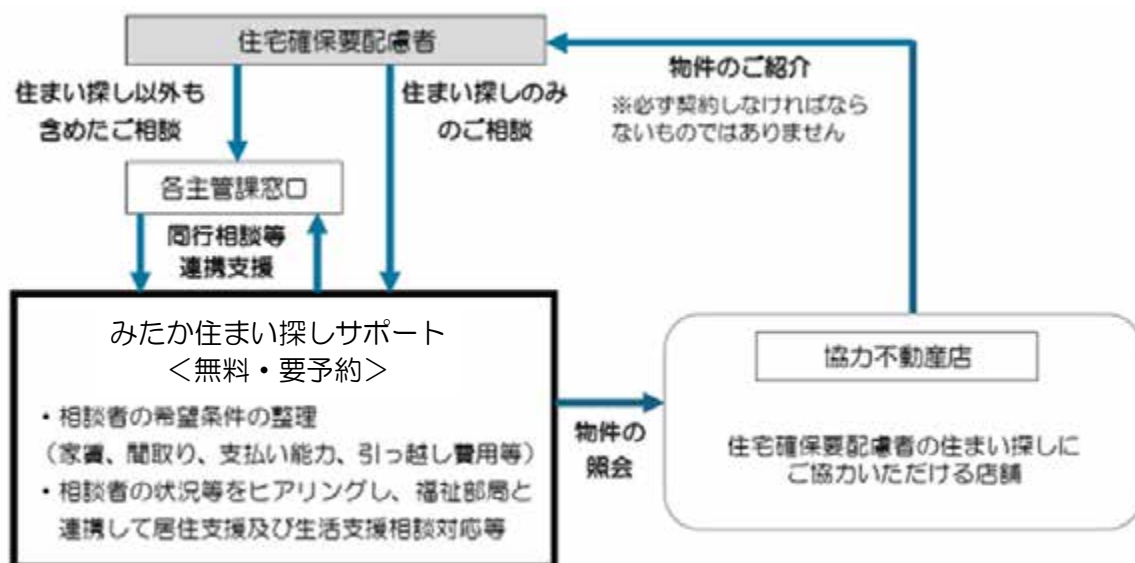 住宅確保要配慮者
住まい探し以外も
含めたご相談
住まい探しのみ
のご相談
物件のご紹介
※必ず契約しなければなら
ないものではありません
各主管課窓口
同行相談等
連携支援
みたか住まい探しサポート
＜無料・要予約＞
・相談者の希望条件の整理
（家賃、間取り、支払い能力、引っ越し費用等）
・相談者の状況等をヒアリングし、福祉部局と
連携して居住支援及び生活支援相談対応等
物件の
照会
協力不動産店
住宅確保要配慮者の住まい探しに
ご協力いただける店舗